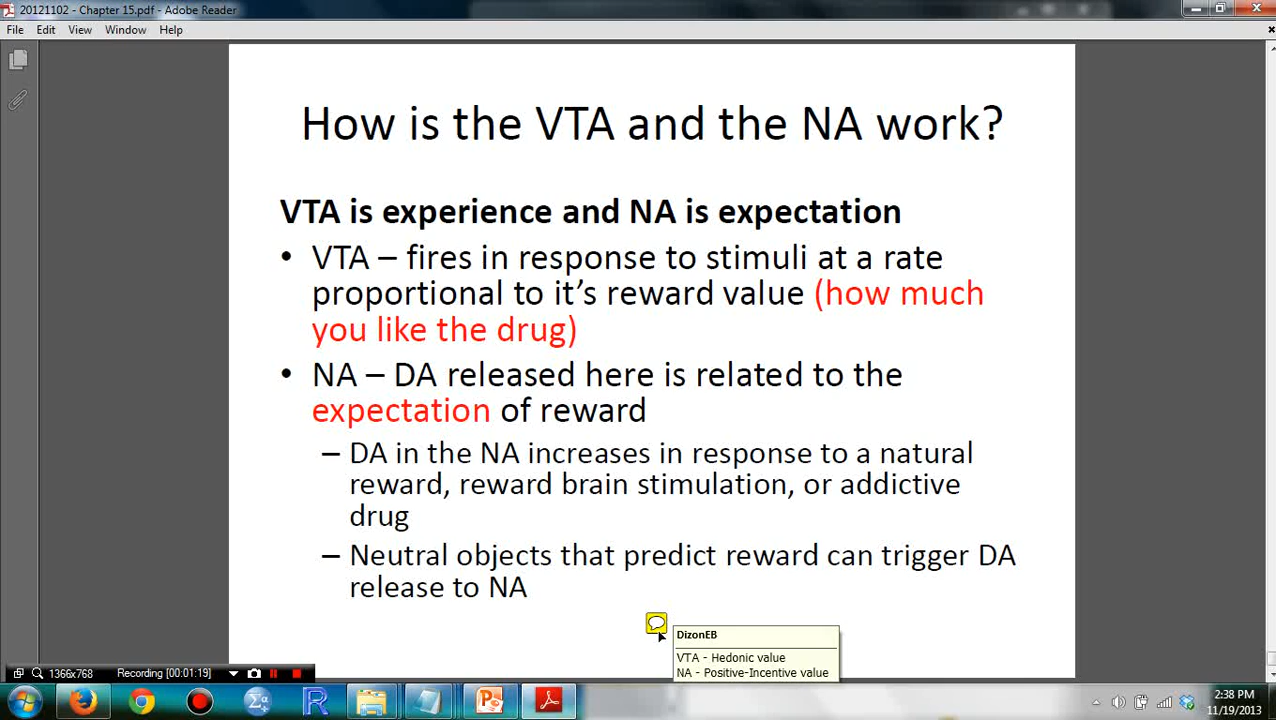 20121102 - Chapter 15.pdf - Adobe Reader
File Edit View Window Help
How is the VTA and the NA work?
VTA is experience and NA is expectation
• VTA – fires in response to stimuli at a rate
proportional to it’s reward value (how much
you like the drug)
• NA – DA released here is related to the
expectation of reward
– DA in the NA increases in response to a natural
reward, reward brain stimulation, or addictive
drug
– Neutral objects that predict reward can trigger DA
release to NA
DizonEB
VTA - Hedonic value
NA - Positive-Incentive value
1366x768 Recording [00:01:19]
2:38 PM
11/19/2013